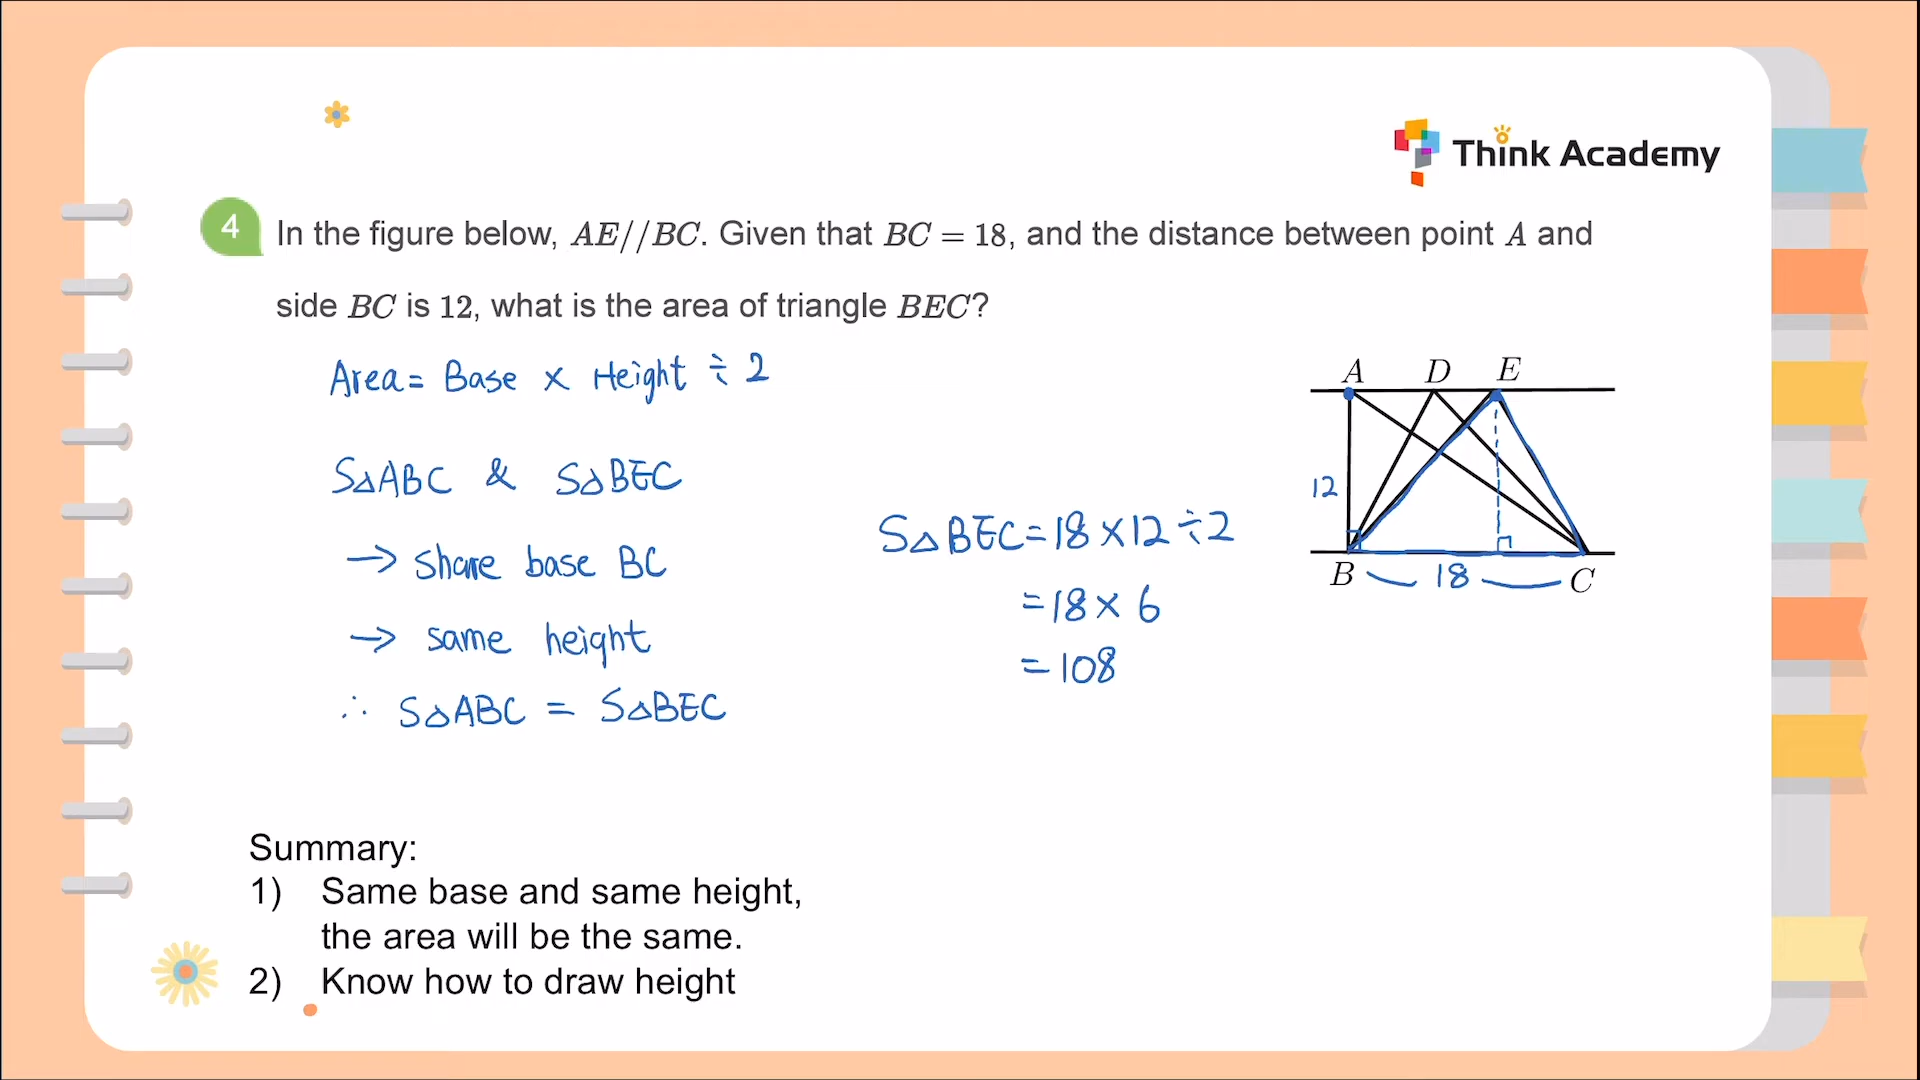 Think Academy
4 In the figure below, AE//BC. Given that BC = 18, and the distance between point A and
side BC is 12, what is the area of triangle BEC?
Area = Base × Height ÷ 2
S△ABC & S△BEC
→ share base BC
→ same height
∴ S△ABC = S△BEC
S△BEC = 18 × 12 ÷ 2
= 18 × 6
= 108
A D E
12
B 18 C
Summary:
1) Same base and same height,
the area will be the same.
2) Know how to draw height